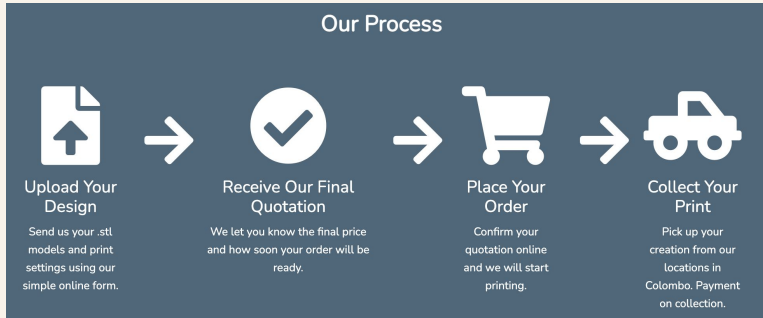 Our Process
Upload Your
Design
Send us your .stl
models and print
settings using our
simple online form.
Receive Our Final
Quotation
We let you know the final price
and how soon your order will be
ready.
Place Your
Order
Confirm your
quotation online
and we will start
printing.
Collect Your
Print
Pick up your
creation from our
locations in
Colombo. Payment
on collection.